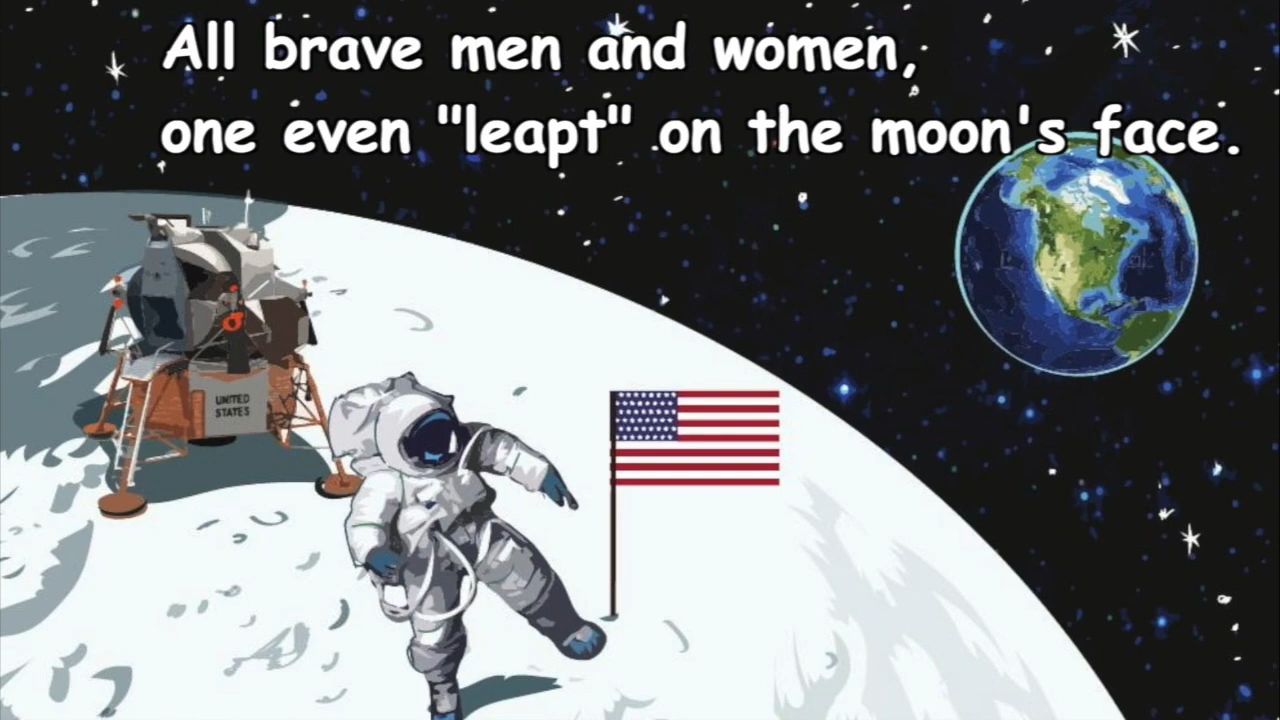 All brave men and women,
one even "leapt" on the moon's face.
UNITED
STATES